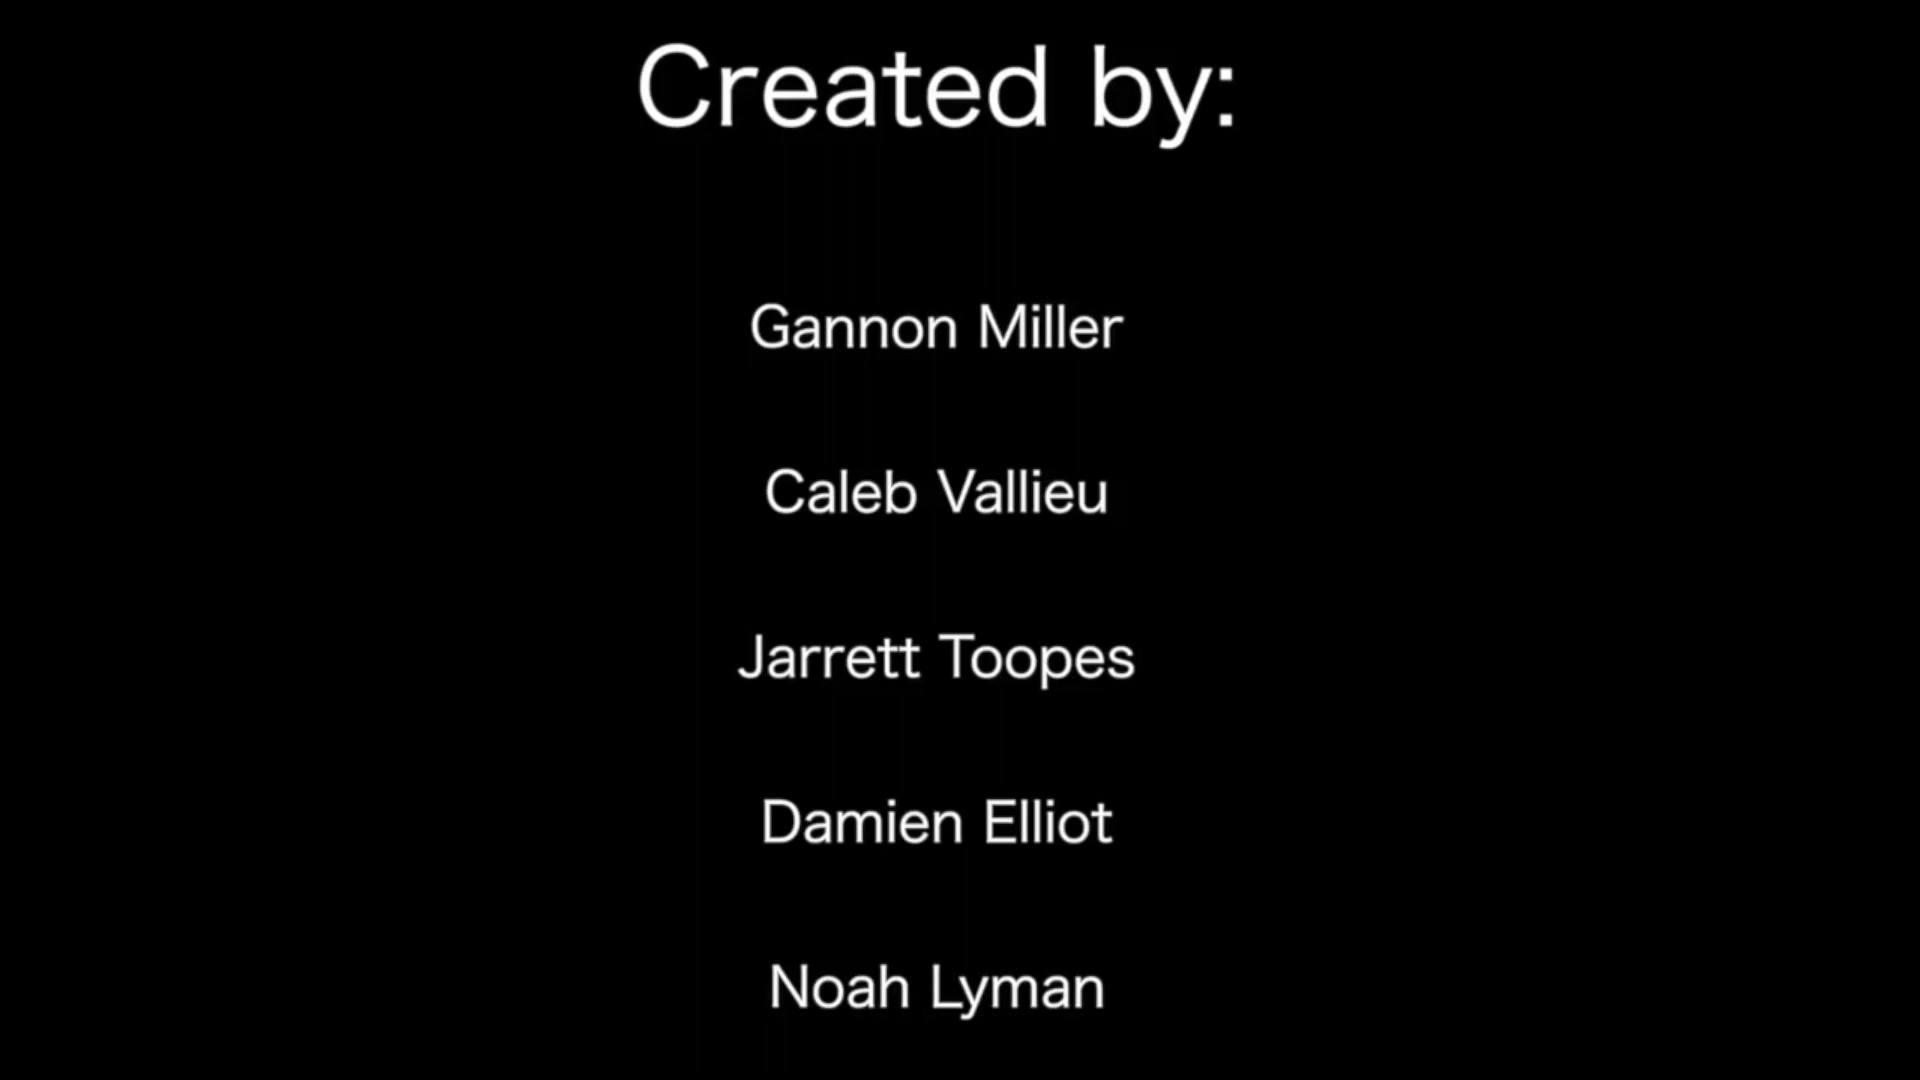 Created by:
Gannon Miller
Caleb Vallieu
Jarrett Toopes
Damien Elliot
Noah Lyman